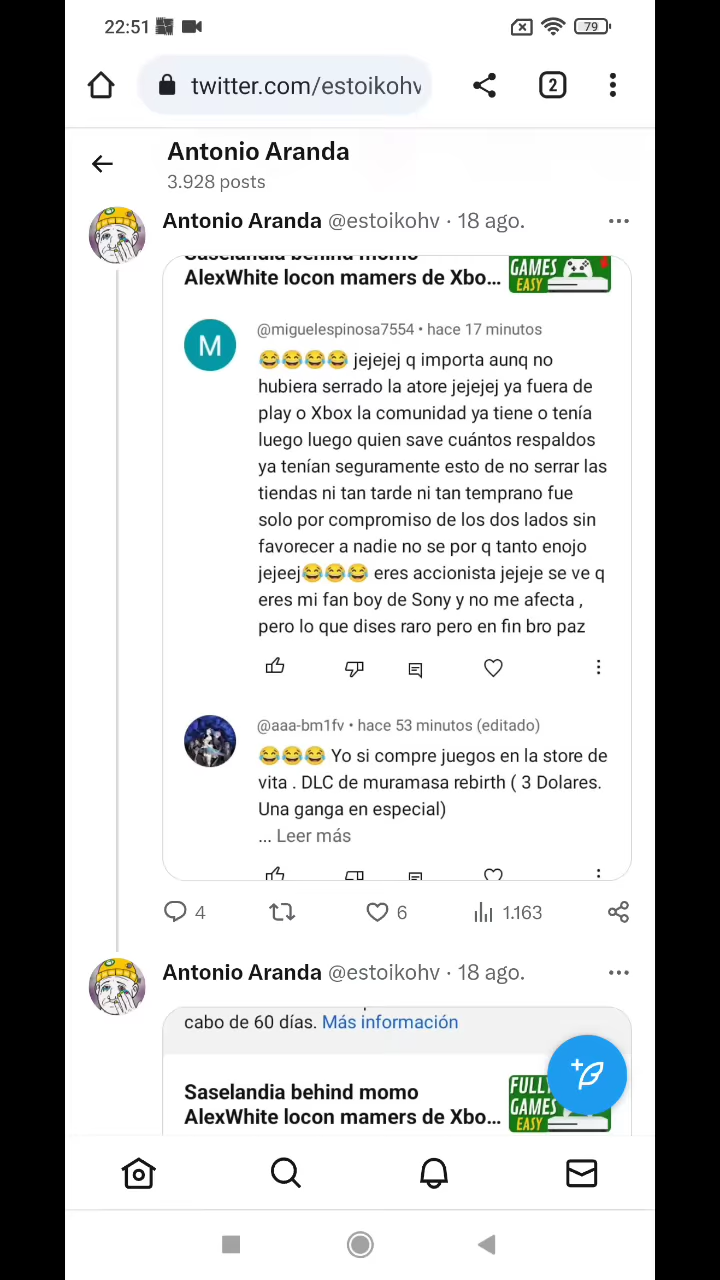 22:51
79
twitter.com/estoikohv
2
Antonio Aranda
3.928 posts
Antonio Aranda @estoikohv · 18 ago.
Saselandia behind momo
AlexWhite locon mamers de Xbo...
GAMES
EASY
M
@miguelespinosa7554 • hace 17 minutos
😂😂😂😂 jejejej q importa aunq no
hubiera serrado la atore jejejej ya fuera de
play o Xbox la comunidad ya tiene o tenía
luego luego quien save cuántos respaldos
ya tenían seguramente esto de no serrar las
tiendas ni tan tarde ni tan temprano fue
solo por compromiso de los dos lados sin
favorecer a nadie no se por q tanto enojo
jejeej😂😂😂 eres accionista jejeje se ve q
eres mi fan boy de Sony y no me afecta ,
pero lo que dises raro pero en fin bro paz
@aaa-bm1fv • hace 53 minutos (editado)
😂😂😂 Yo si compre juegos en la store de
vita . DLC de muramasa rebirth ( 3 Dolares.
Una ganga en especial)
... Leer más
4
6
1.163
Antonio Aranda @estoikohv · 18 ago.
cabo de 60 días. Más información
Saselandia behind momo
AlexWhite locon mamers de Xbo...
FULL
GAMES
EASY